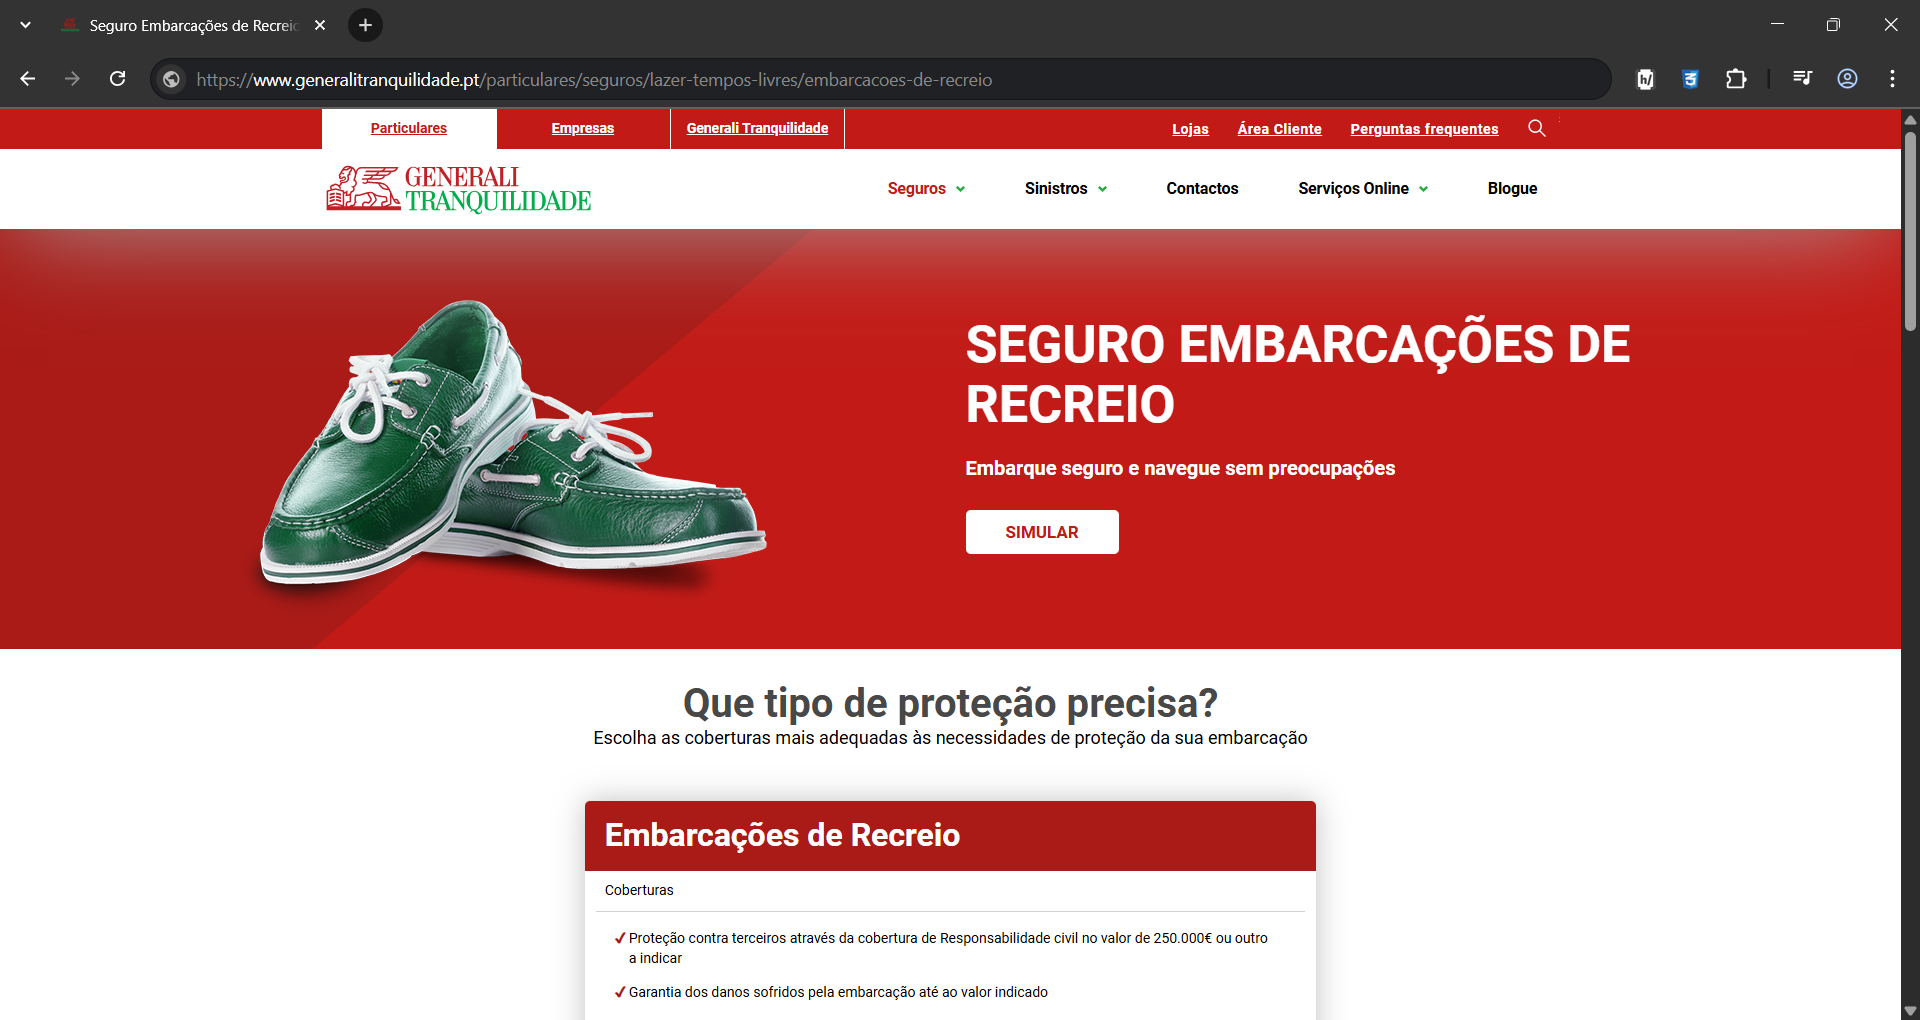 Seguro Embarcações de Recreio
https://www.generalitranquilidade.pt/particulares/seguros/lazer-tempos-livres/embarcacoes-de-recreio
Particulares
Empresas
Generali Tranquilidade
Lojas
Área Cliente
Perguntas frequentes
GENERALI
TRANQUILIDADE
Seguros
Sinistros
Contactos
Serviços Online
Blogue
SEGURO EMBARCAÇÕES DE
RECREIO
Embarque seguro e navegue sem preocupações
SIMULAR
Que tipo de proteção precisa?
Escolha as coberturas mais adequadas às necessidades de proteção da sua embarcação
Embarcações de Recreio
Coberturas
Proteção contra terceiros através da cobertura de Responsabilidade civil no valor de 250.000€ ou outro
a indicar
Garantia dos danos sofridos pela embarcação até ao valor indicado